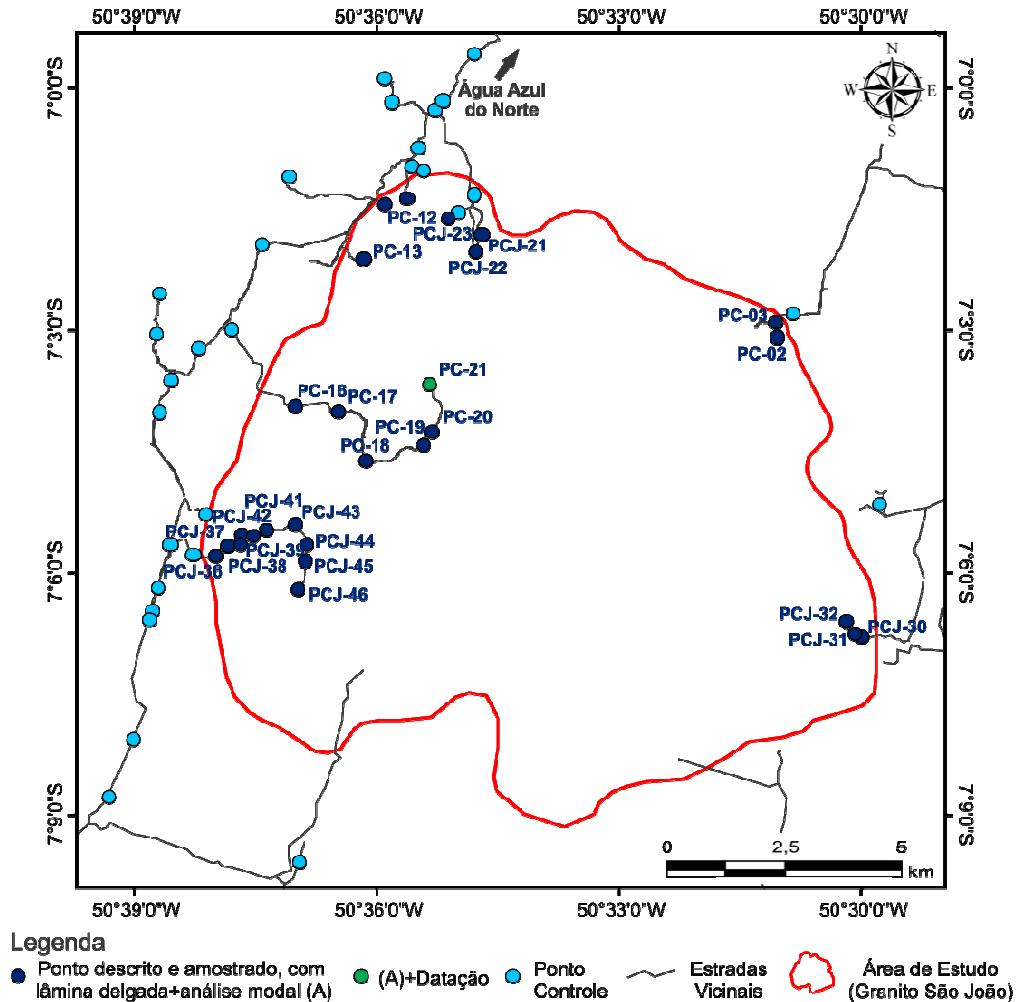 50°39'0"W 50°36'0"W 50°33'0"W 50°30'0"W
7°0'0"S
7°0'0"S
N
W E
S
Água Azul
do Norte
PC-12
PCJ-23
PCJ-21
PC-13
PCJ-22
PC-03
7°3'0"S
7°3'0"S
PC-02
PC-21
PC-16
PC-17
PC-19
PC-20
PC-18
PCJ-41
PCJ-42
PCJ-43
PCJ-37
PCJ-39
PCJ-44
PCJ-36
PCJ-38
PCJ-45
7°6'0"S
7°6'0"S
PCJ-46
PCJ-32
PCJ-30
PCJ-31
7°9'0"S
7°9'0"S
0 2,5 5
km
50°39'0"W 50°36'0"W 50°33'0"W 50°30'0"W
Legenda
Ponto descrito e amostrado, com
lâmina delgada+análise modal (A)
(A)+Datação
Ponto
Controle
Estradas
Vicinais
Área de Estudo
(Granito São João)